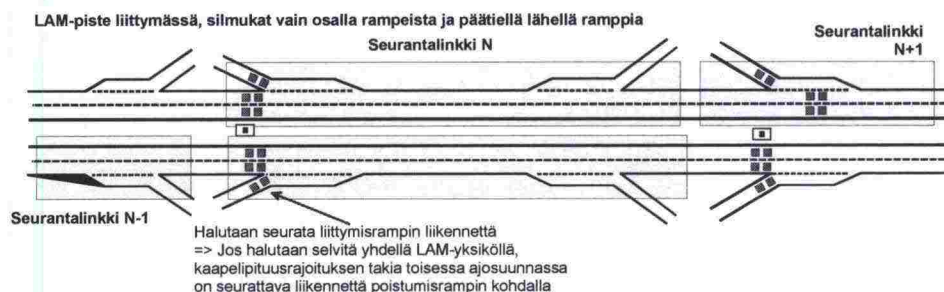 LAM-piste liittymässä, silmukat vain osalla rampeista ja päätiellä lähellä ramppia
Seurantalinkki N
Seurantalinkki
N+1
Seurantalinkki N-1
Halutaan seurata liittymisrampin liikennettä
=> Jos halutaan selvitä yhdellä LAM-yksiköllä,
kaapelipituusrajoituksen takia toisessa ajosuunnassa
on seurattava liikennettä poistumisrampin kohdalla